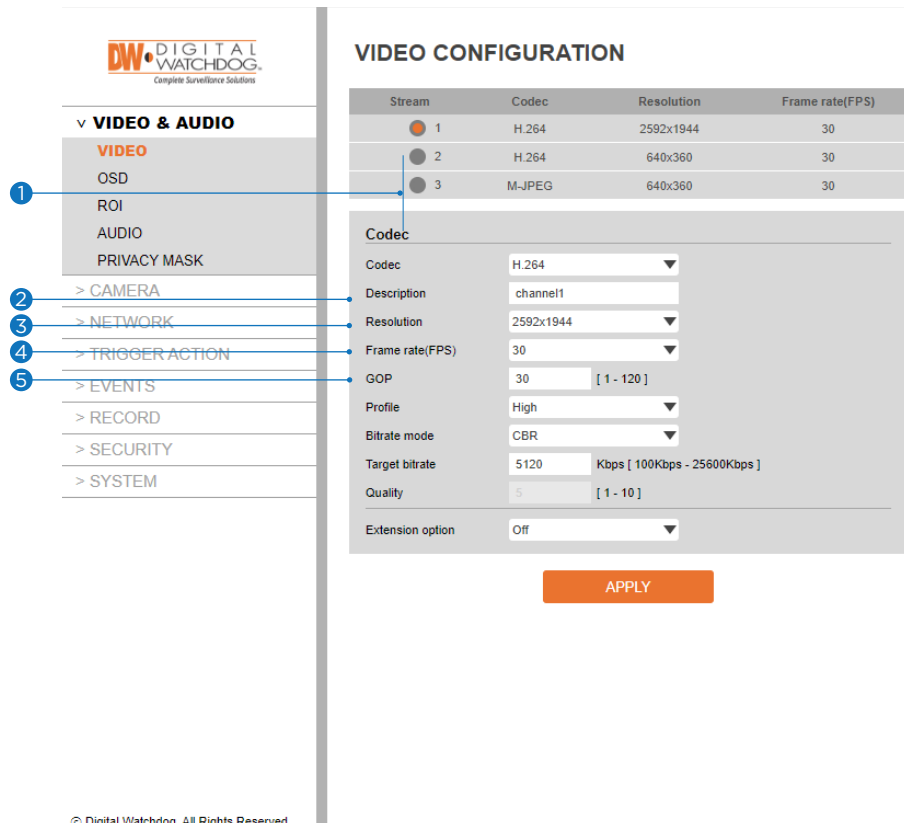 DW DIGITAL
WATCHDOG®
Complete Surveillance Solutions
VIDEO CONFIGURATION
Stream Codec Resolution Frame rate(FPS)
1 H.264 2592x1944 30
2 H.264 640x360 30
3 M-JPEG 640x360 30
v VIDEO & AUDIO
VIDEO
OSD
ROI
AUDIO
PRIVACY MASK
> CAMERA
> NETWORK
> TRIGGER ACTION
> EVENTS
> RECORD
> SECURITY
> SYSTEM
1
2
3
4
5
Codec
Codec H.264
Description channel1
Resolution 2592x1944
Frame rate(FPS) 30
GOP 30 [ 1 - 120 ]
Profile High
Bitrate mode CBR
Target bitrate 5120 Kbps [ 100Kbps - 25600Kbps ]
Quality 5 [ 1 - 10 ]
Extension option Off
APPLY
© Digital Watchdog. All Rights Reserved